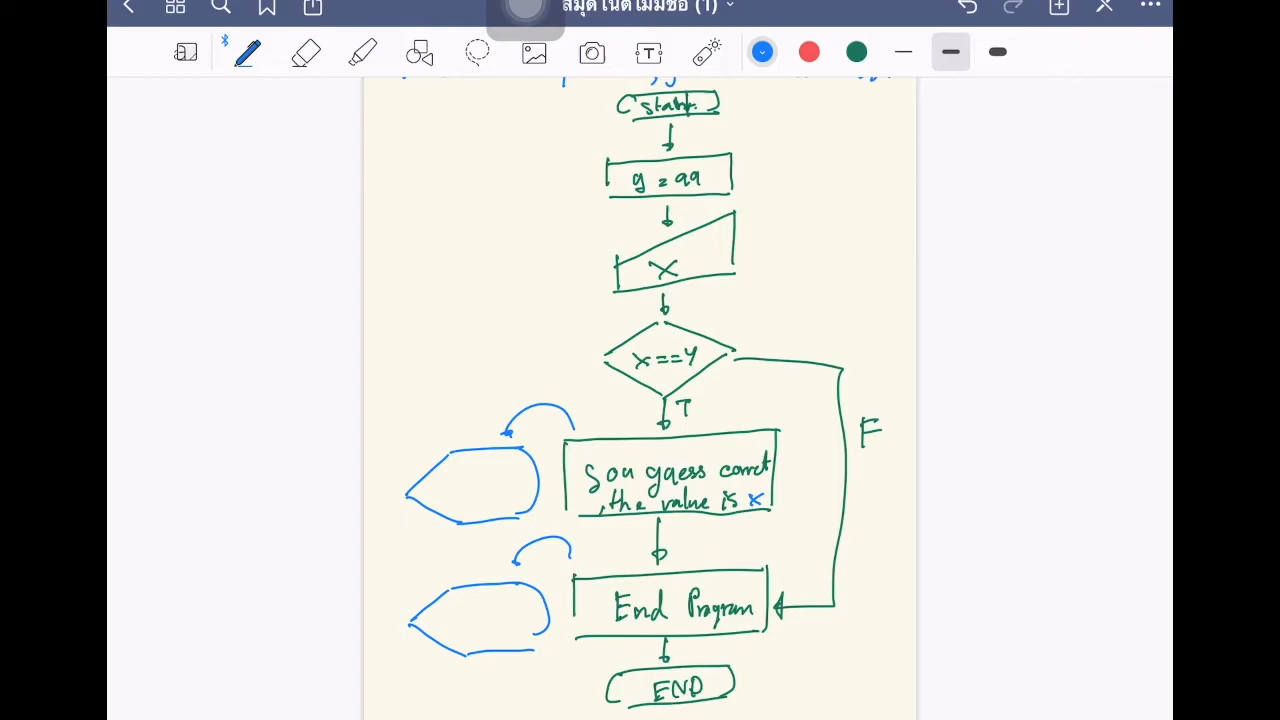 สมุดโน้ตไม่มีชื่อ (1)
start
y = 99
X
x==y
T
F
You guess correct
, the value is x
End Program
END